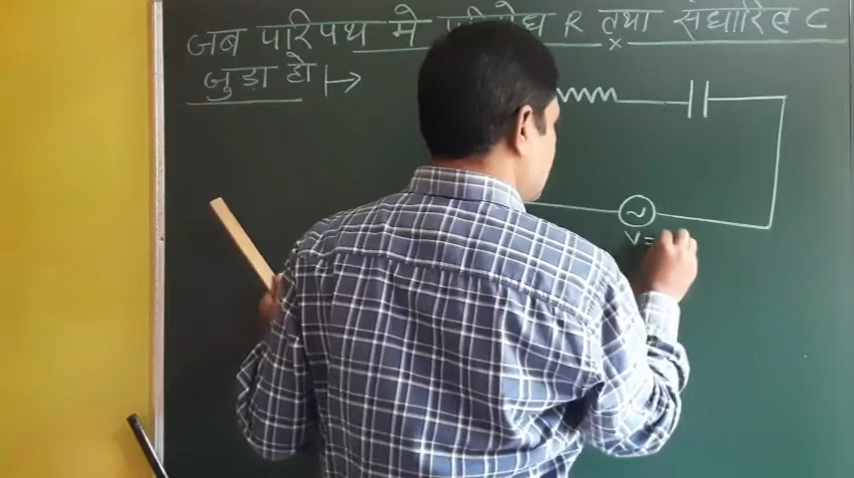 जब परिपथ मे प्रतिरोध R तथा संधारित्र C
जुड़ा हो
~
V =